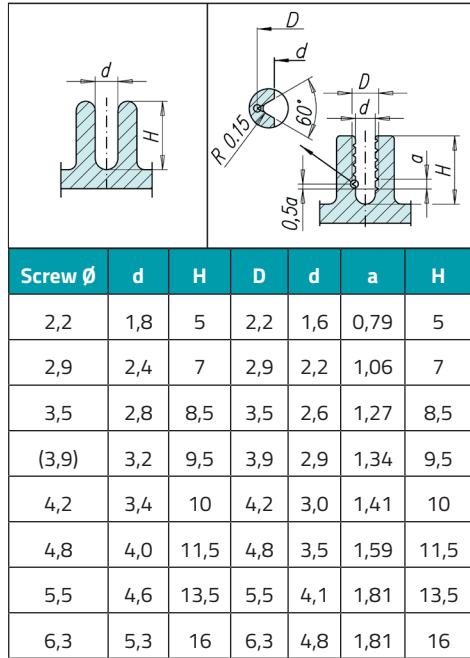 d
H
D
d
R 0.15
60°
D
d
a
H
0,5a
Screw Ø d H D d a H
2,2 1,8 5 2,2 1,6 0,79 5
2,9 2,4 7 2,9 2,2 1,06 7
3,5 2,8 8,5 3,5 2,6 1,27 8,5
(3,9) 3,2 9,5 3,9 2,9 1,34 9,5
4,2 3,4 10 4,2 3,0 1,41 10
4,8 4,0 11,5 4,8 3,5 1,59 11,5
5,5 4,6 13,5 5,5 4,1 1,81 13,5
6,3 5,3 16 6,3 4,8 1,81 16